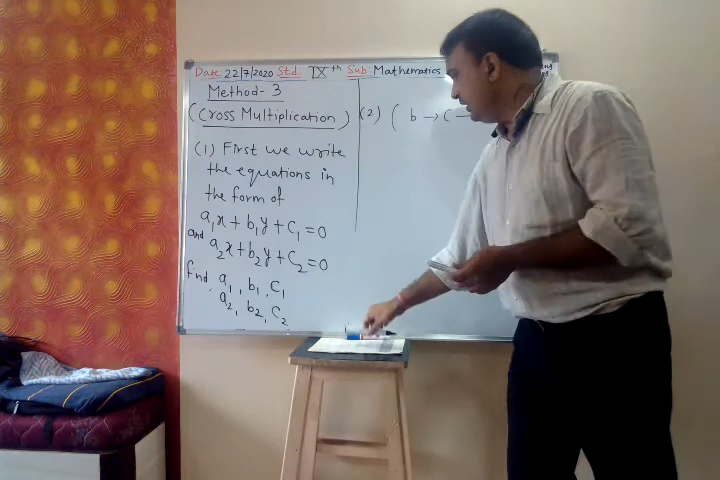 Date 22/7/2020 Std: IXth Sub: Mathematics
Method-3
(Cross Multiplication)
(1) First we write
the equations in
the form of
a₁x + b₁y + c₁ = 0
and a₂x + b₂y + c₂ = 0
find a₁, b₁, c₁
a₂, b₂, c₂
(2) ( b → c →